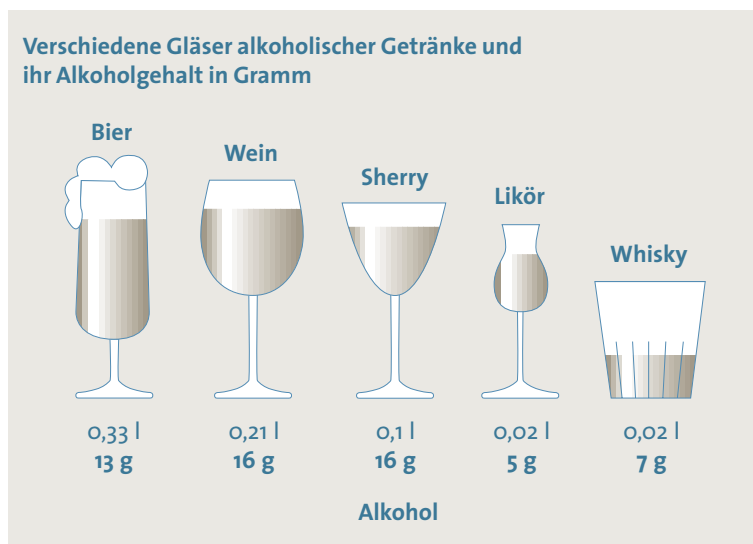 Verschiedene Gläser alkoholischer Getränke und
ihr Alkoholgehalt in Gramm
Bier
Wein
Sherry
Likör
Whisky
0,33 l
0,21 l
0,1 l
0,02 l
0,02 l
13 g
16 g
16 g
5 g
7 g
Alkohol